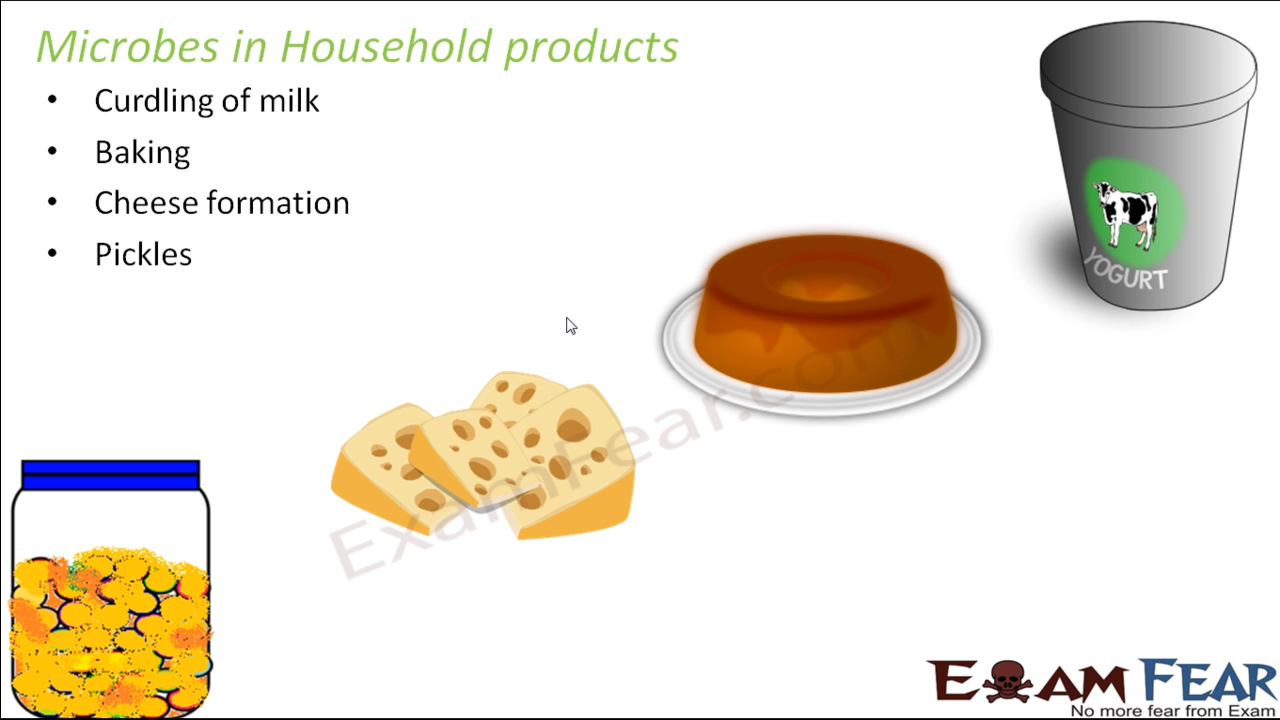 Microbes in Household products
• Curdling of milk
• Baking
• Cheese formation
• Pickles
YOGURT
ExamFear.com
EXAM FEAR
No more fear from Exam